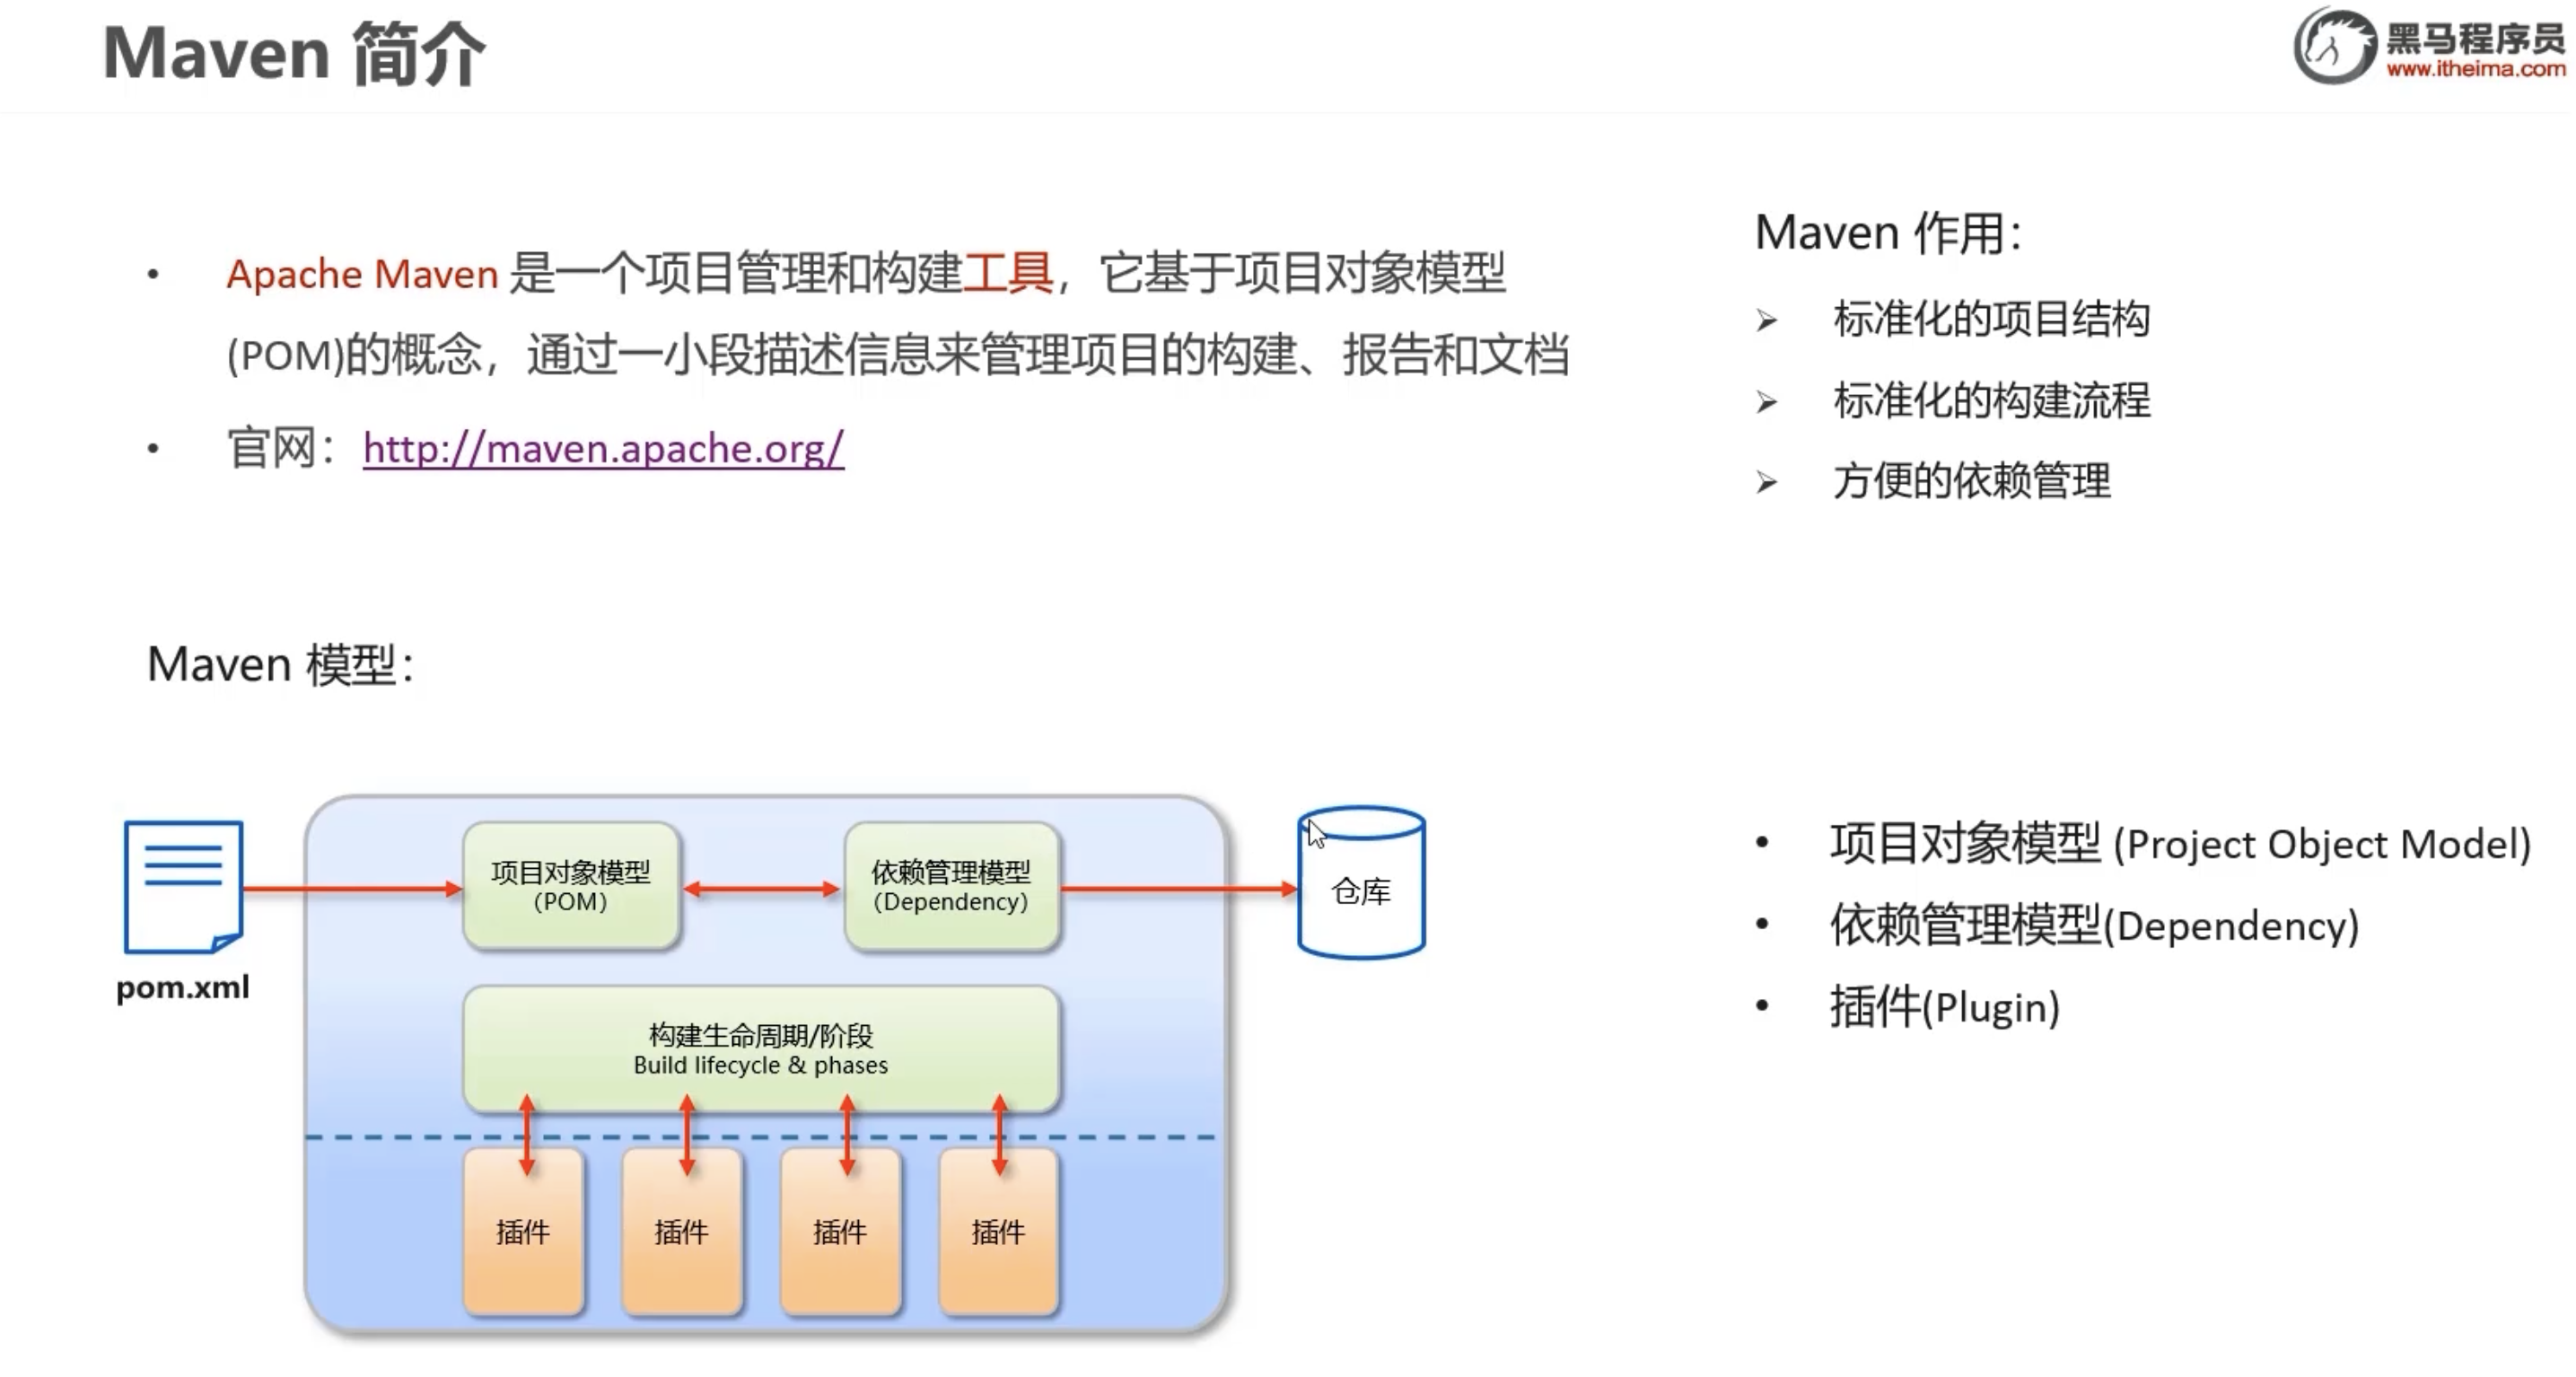 Maven 简介
黑马程序员
www.itheima.com
• Apache Maven 是一个项目管理和构建工具，它基于项目对象模型
(POM)的概念，通过一小段描述信息来管理项目的构建、报告和文档
• 官网：http://maven.apache.org/
Maven 作用：
➢ 标准化的项目结构
➢ 标准化的构建流程
➢ 方便的依赖管理
Maven 模型：
pom.xml
项目对象模型
(POM)
依赖管理模型
(Dependency)
仓库
构建生命周期/阶段
Build lifecycle & phases
插件
插件
插件
插件
• 项目对象模型 (Project Object Model)
• 依赖管理模型(Dependency)
• 插件(Plugin)